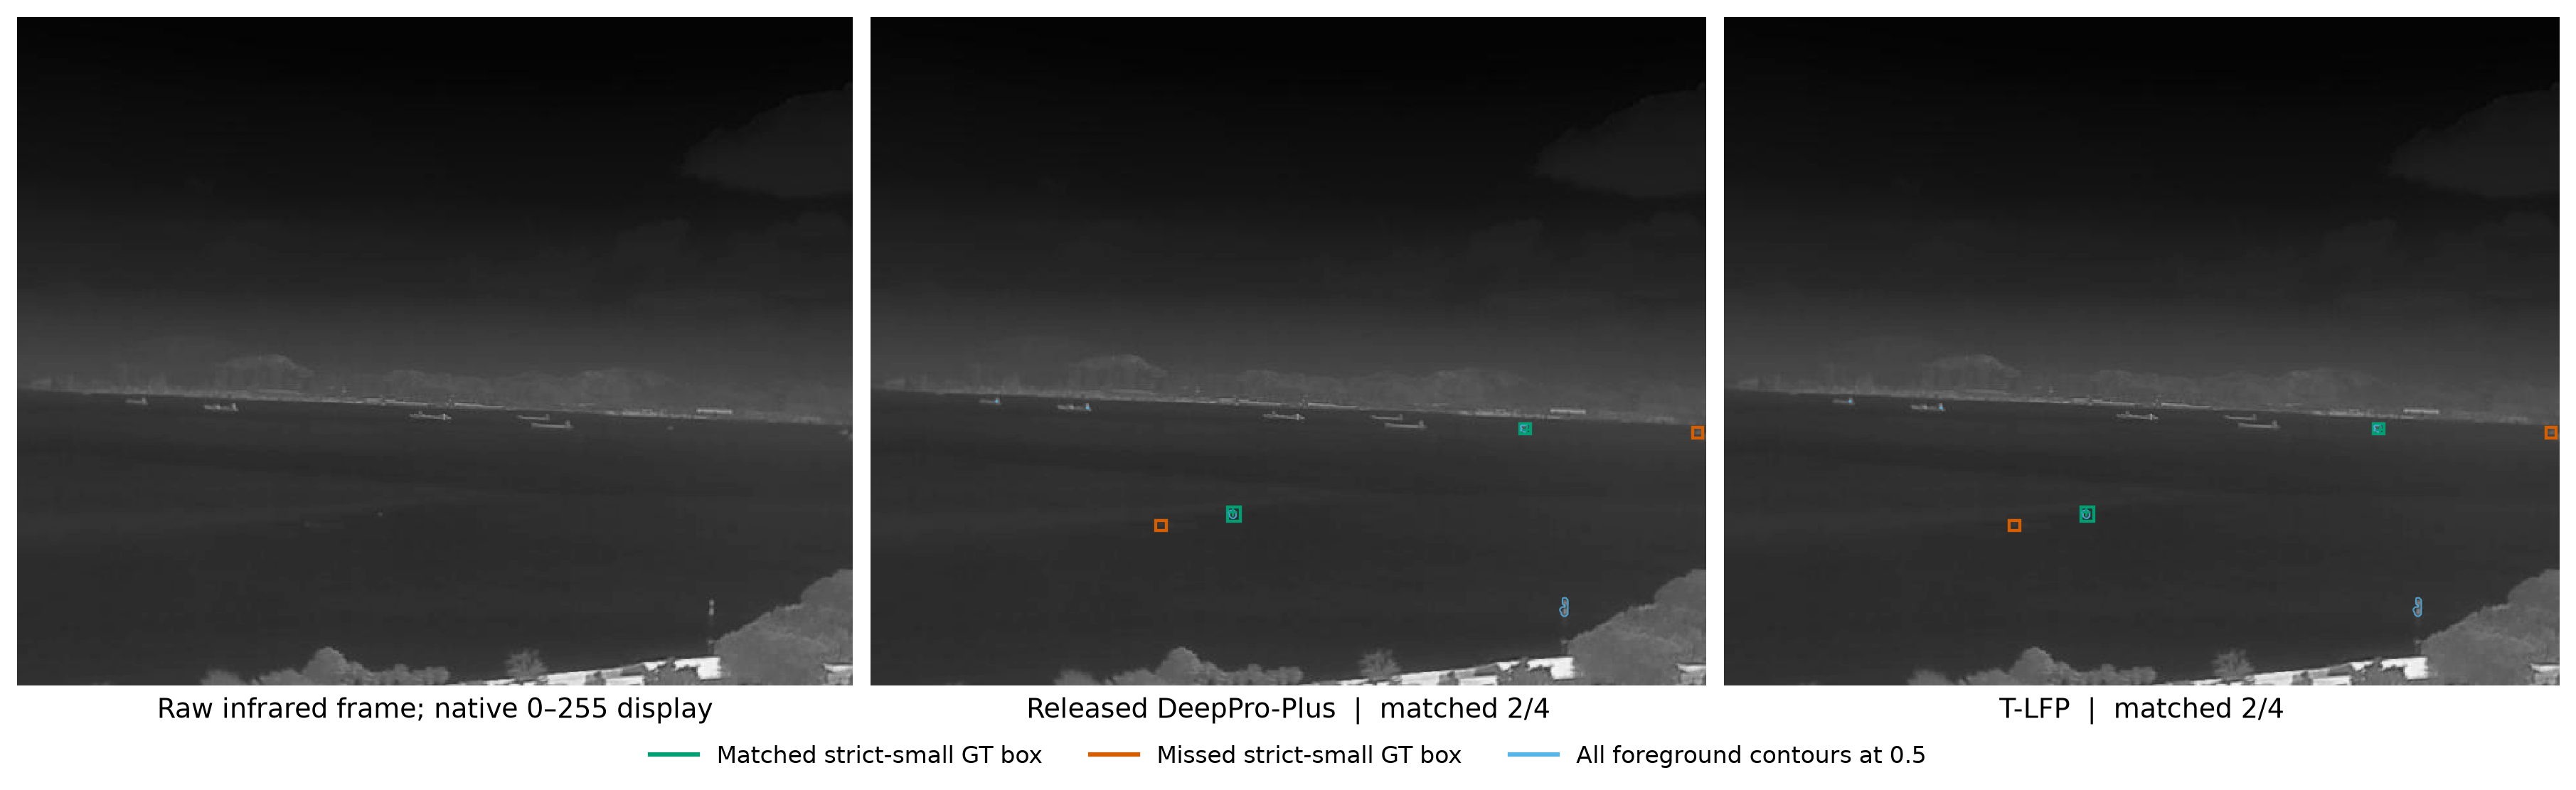 Raw infrared frame; native 0–255 display
Released DeepPro-Plus | matched 2/4
T-LFP | matched 2/4
Matched strict-small GT box
Missed strict-small GT box
All foreground contours at 0.5